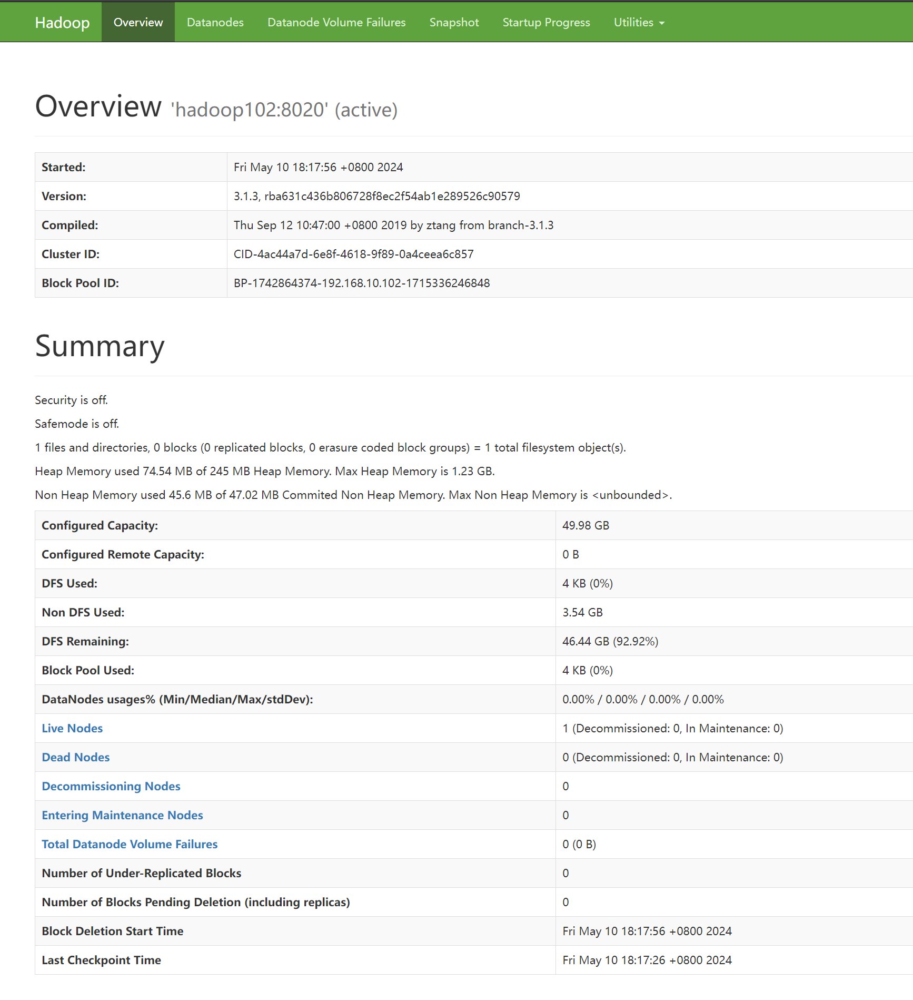 Hadoop Overview Datanodes Datanode Volume Failures Snapshot Startup Progress Utilities
Overview 'hadoop102:8020' (active)
Started: Fri May 10 18:17:56 +0800 2024
Version: 3.1.3, rba631c436b806728f8ec2f54ab1e289526c90579
Compiled: Thu Sep 12 10:47:00 +0800 2019 by ztang from branch-3.1.3
Cluster ID: CID-4ac44a7d-6e8f-4618-9f89-0a4ceea6c857
Block Pool ID: BP-1742864374-192.168.10.102-1715336246848
Summary
Security is off.
Safemode is off.
1 files and directories, 0 blocks (0 replicated blocks, 0 erasure coded block groups) = 1 total filesystem object(s).
Heap Memory used 74.54 MB of 245 MB Heap Memory. Max Heap Memory is 1.23 GB.
Non Heap Memory used 45.6 MB of 47.02 MB Commited Non Heap Memory. Max Non Heap Memory is <unbounded>.
Configured Capacity: 49.98 GB
Configured Remote Capacity: 0 B
DFS Used: 4 KB (0%)
Non DFS Used: 3.54 GB
DFS Remaining: 46.44 GB (92.92%)
Block Pool Used: 4 KB (0%)
DataNodes usages% (Min/Median/Max/stdDev): 0.00% / 0.00% / 0.00% / 0.00%
Live Nodes 1 (Decommissioned: 0, In Maintenance: 0)
Dead Nodes 0 (Decommissioned: 0, In Maintenance: 0)
Decommissioning Nodes 0
Entering Maintenance Nodes 0
Total Datanode Volume Failures 0 (0 B)
Number of Under-Replicated Blocks 0
Number of Blocks Pending Deletion (including replicas) 0
Block Deletion Start Time Fri May 10 18:17:56 +0800 2024
Last Checkpoint Time Fri May 10 18:17:26 +0800 2024